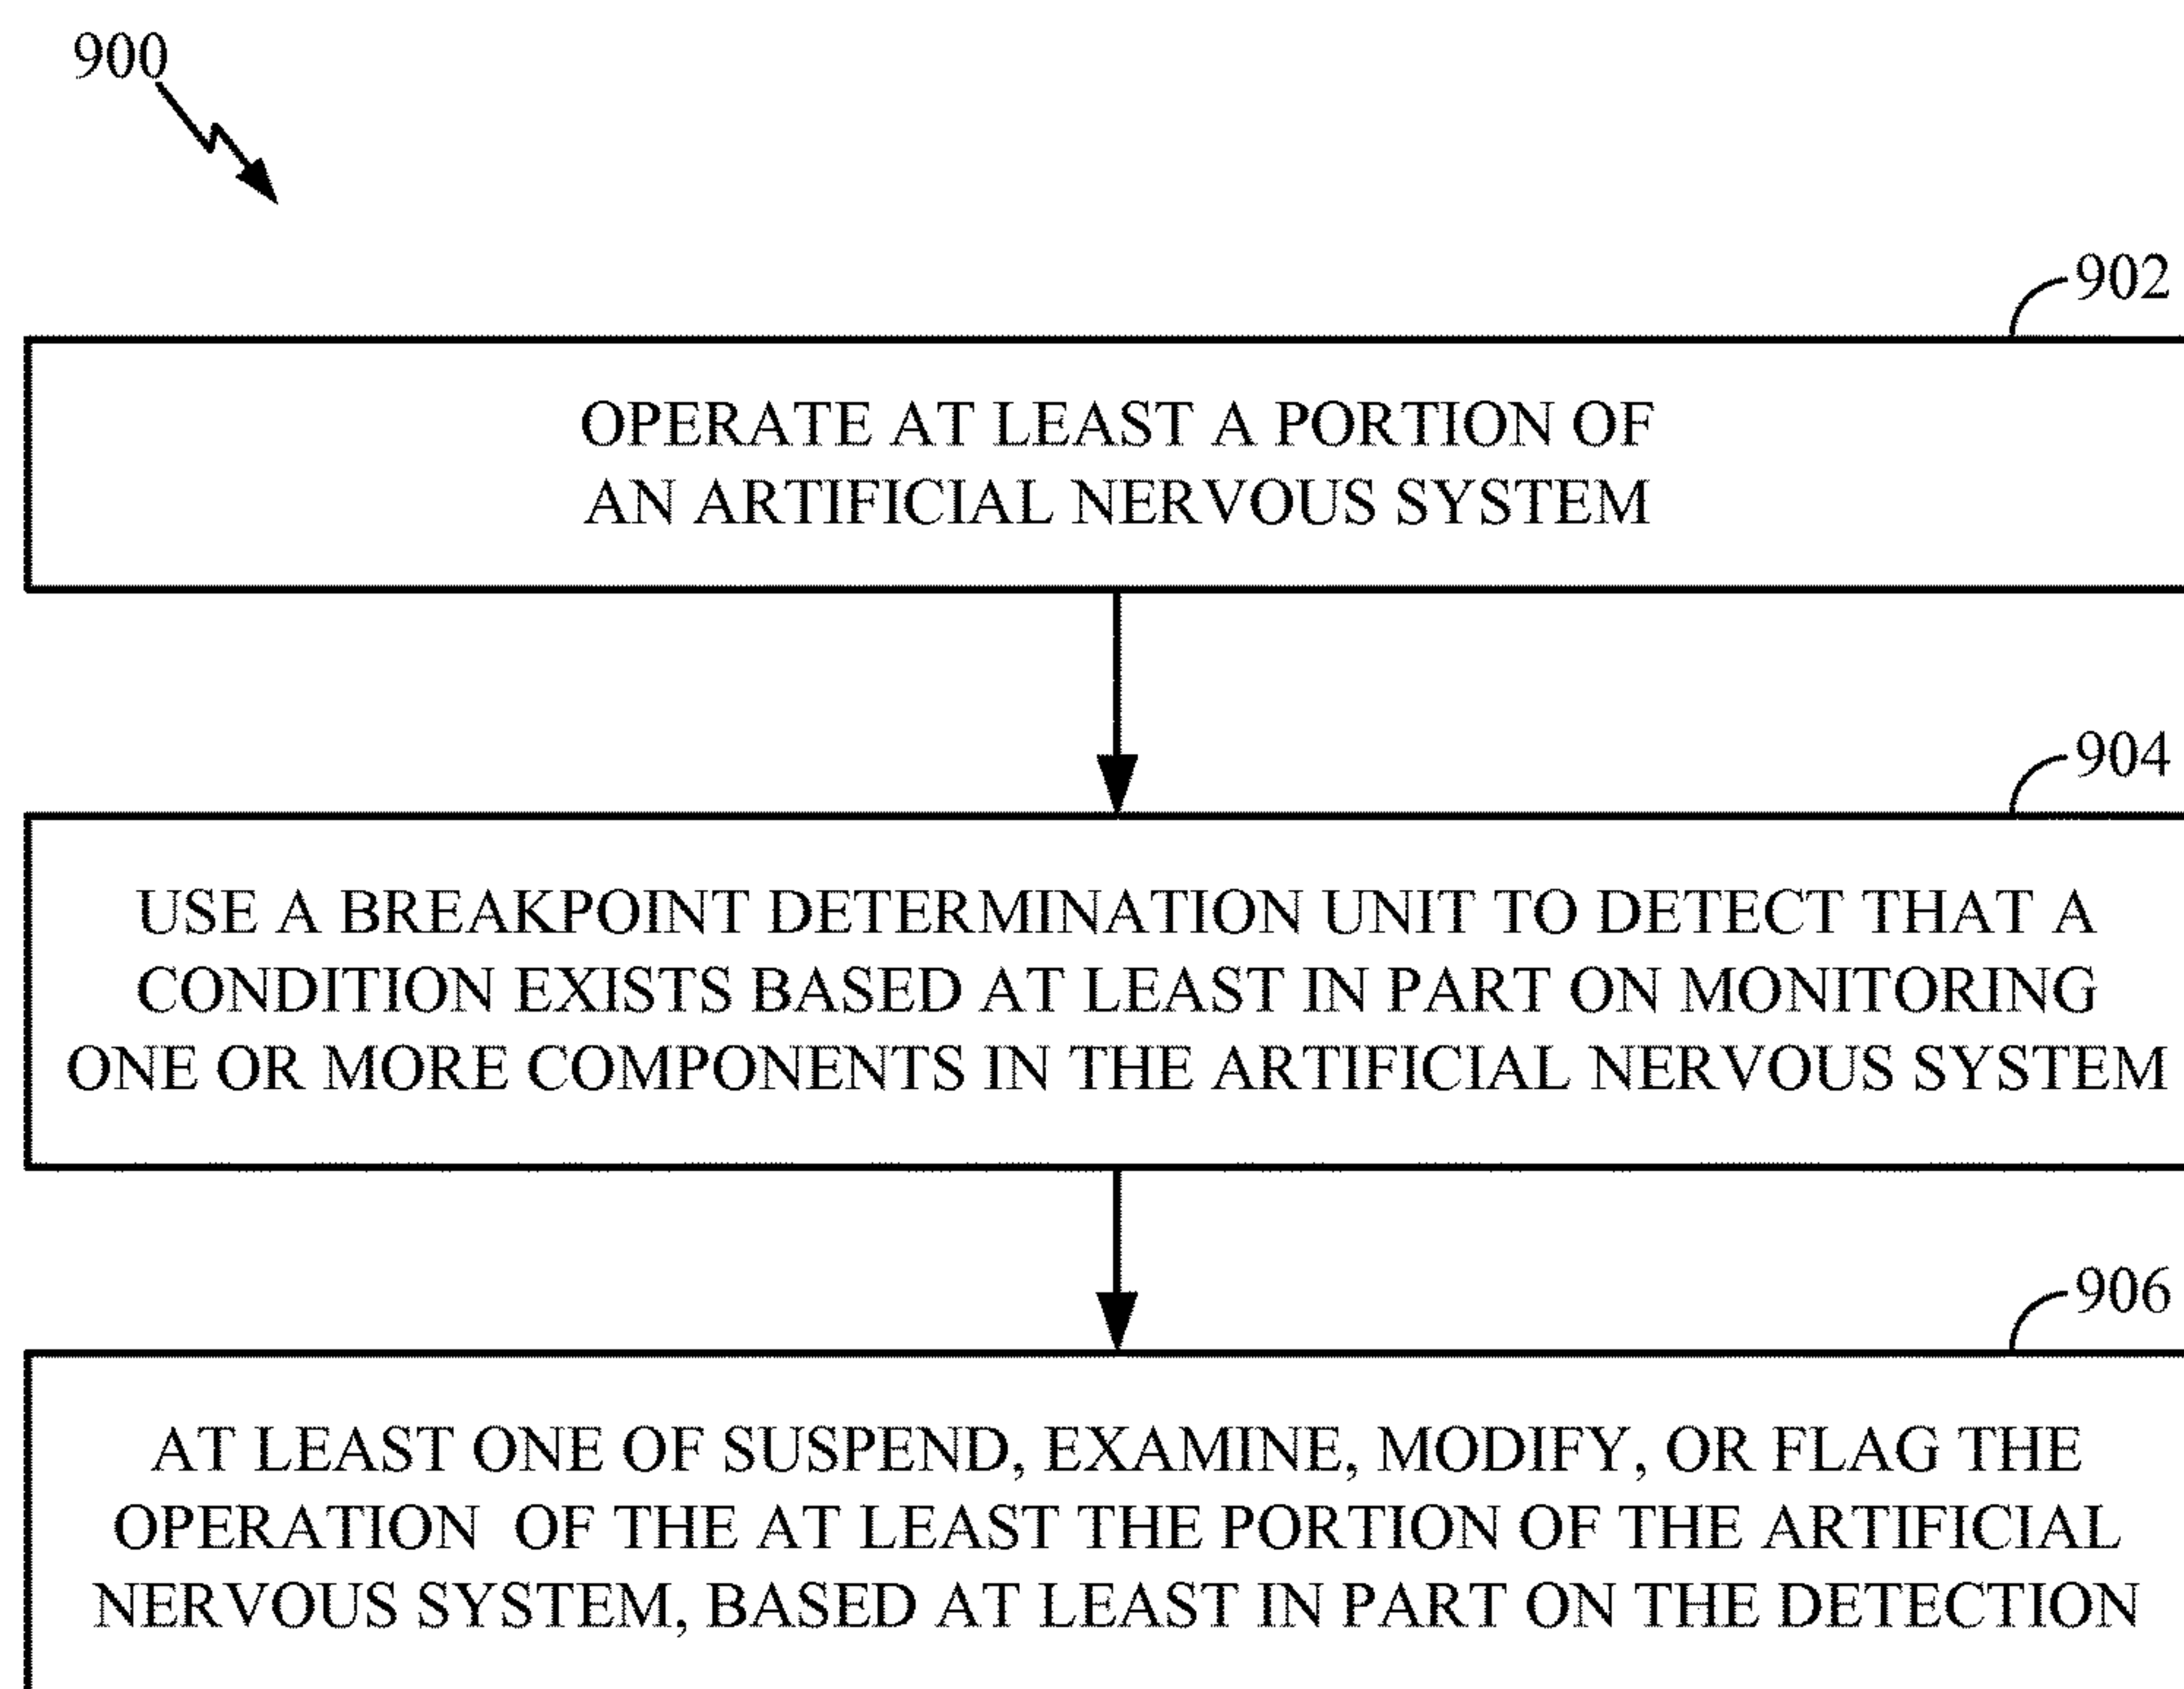 900
902
OPERATE AT LEAST A PORTION OF
AN ARTIFICIAL NERVOUS SYSTEM
904
USE A BREAKPOINT DETERMINATION UNIT TO DETECT THAT A
CONDITION EXISTS BASED AT LEAST IN PART ON MONITORING
ONE OR MORE COMPONENTS IN THE ARTIFICIAL NERVOUS SYSTEM
906
AT LEAST ONE OF SUSPEND, EXAMINE, MODIFY, OR FLAG THE
OPERATION OF THE AT LEAST THE PORTION OF THE ARTIFICIAL
NERVOUS SYSTEM, BASED AT LEAST IN PART ON THE DETECTION